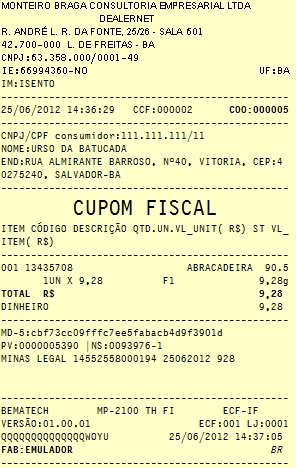 MONTEIRO BRAGA CONSULTORIA EMPRESARIAL LTDA
DEALERNET
R. ANDRÉ L. R. DA FONTE, 25/26 - SALA 601
42.700-000 L. DE FREITAS - BA
CNPJ:63.358.000/0001-49
IE:66994360-NO UF:BA
IM:ISENTO
25/06/2012 14:36:29 CCF:000002 COO:000005
CNPJ/CPF consumidor:111.111.111/11
NOME:URSO DA BATUCADA
END:RUA ALMIRANTE BARROSO, Nº40, VITORIA, CEP:4
0275240, SALVADOR-BA
CUPOM FISCAL
ITEM CÓDIGO DESCRIÇÃO QTD.UN.VL_UNIT( R$) ST VL_
ITEM( R$)
001 13435708 ABRACADEIRA 90.5
1UN X 9,28 F1 9,28g
TOTAL R$ 9,28
DINHEIRO 9,28
MD-5:cbf73cc09fffc7ee5fabacb4d9f3901d
PV:0000005390 |NS:0093976-1
MINAS LEGAL 14552558000194 25062012 928
BEMATECH MP-2100 TH FI ECF-IF
VERSÃO:01.00.01 ECF:001 LJ:0001
QQQQQQQQQQQQQQWOYU 25/06/2012 14:37:05
FAB:EMULADOR BR